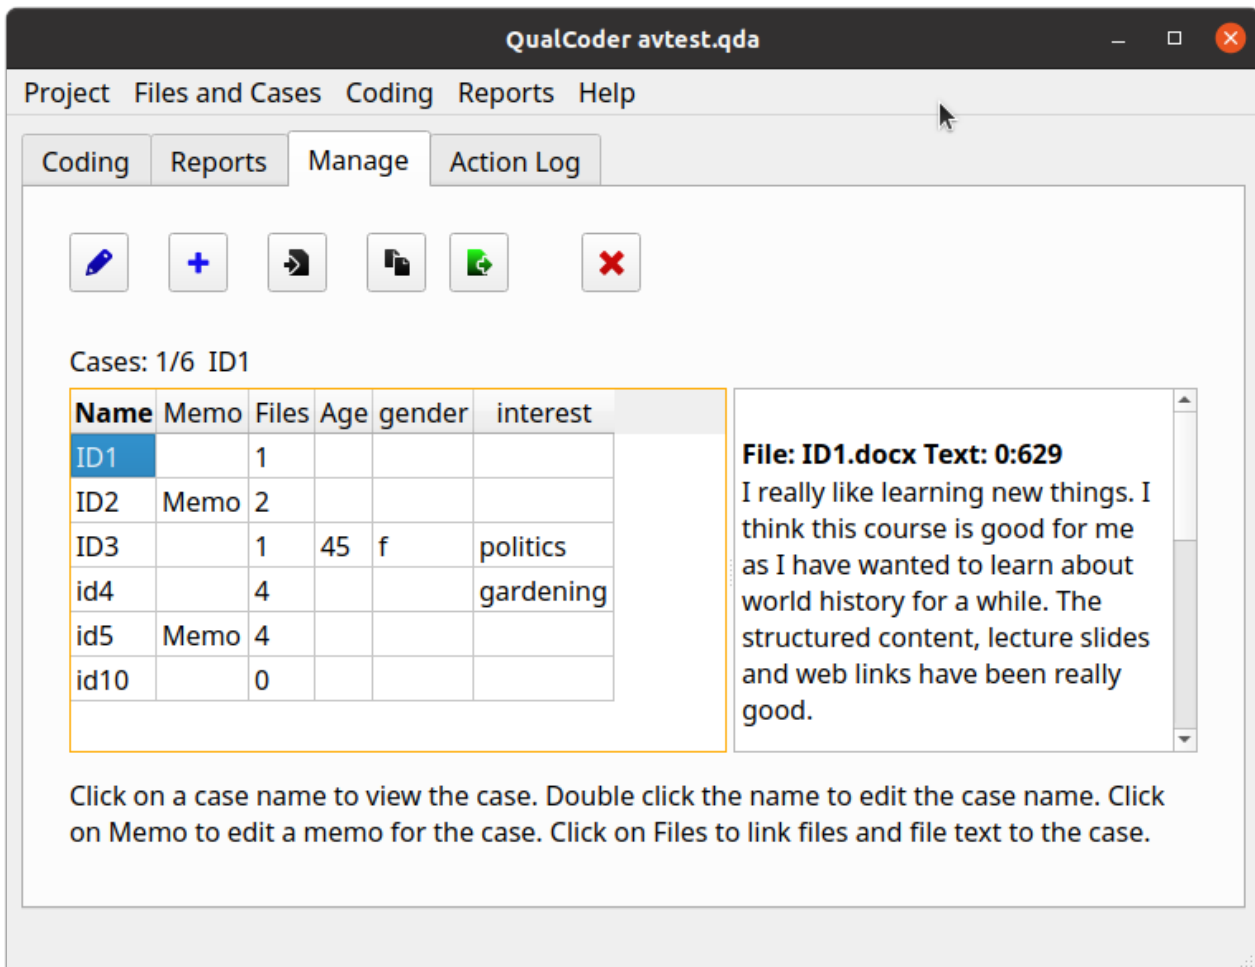 QualCoder avtest.qda
Project Files and Cases Coding Reports Help
Coding Reports Manage Action Log
Cases: 1/6 ID1
Name Memo Files Age gender interest
ID1 1
ID2 Memo 2
ID3 1 45 f politics
id4 4 gardening
id5 Memo 4
id10 0
File: ID1.docx Text: 0:629
I really like learning new things. I
think this course is good for me
as I have wanted to learn about
world history for a while. The
structured content, lecture slides
and web links have been really
good.
Click on a case name to view the case. Double click the name to edit the case name. Click
on Memo to edit a memo for the case. Click on Files to link files and file text to the case.